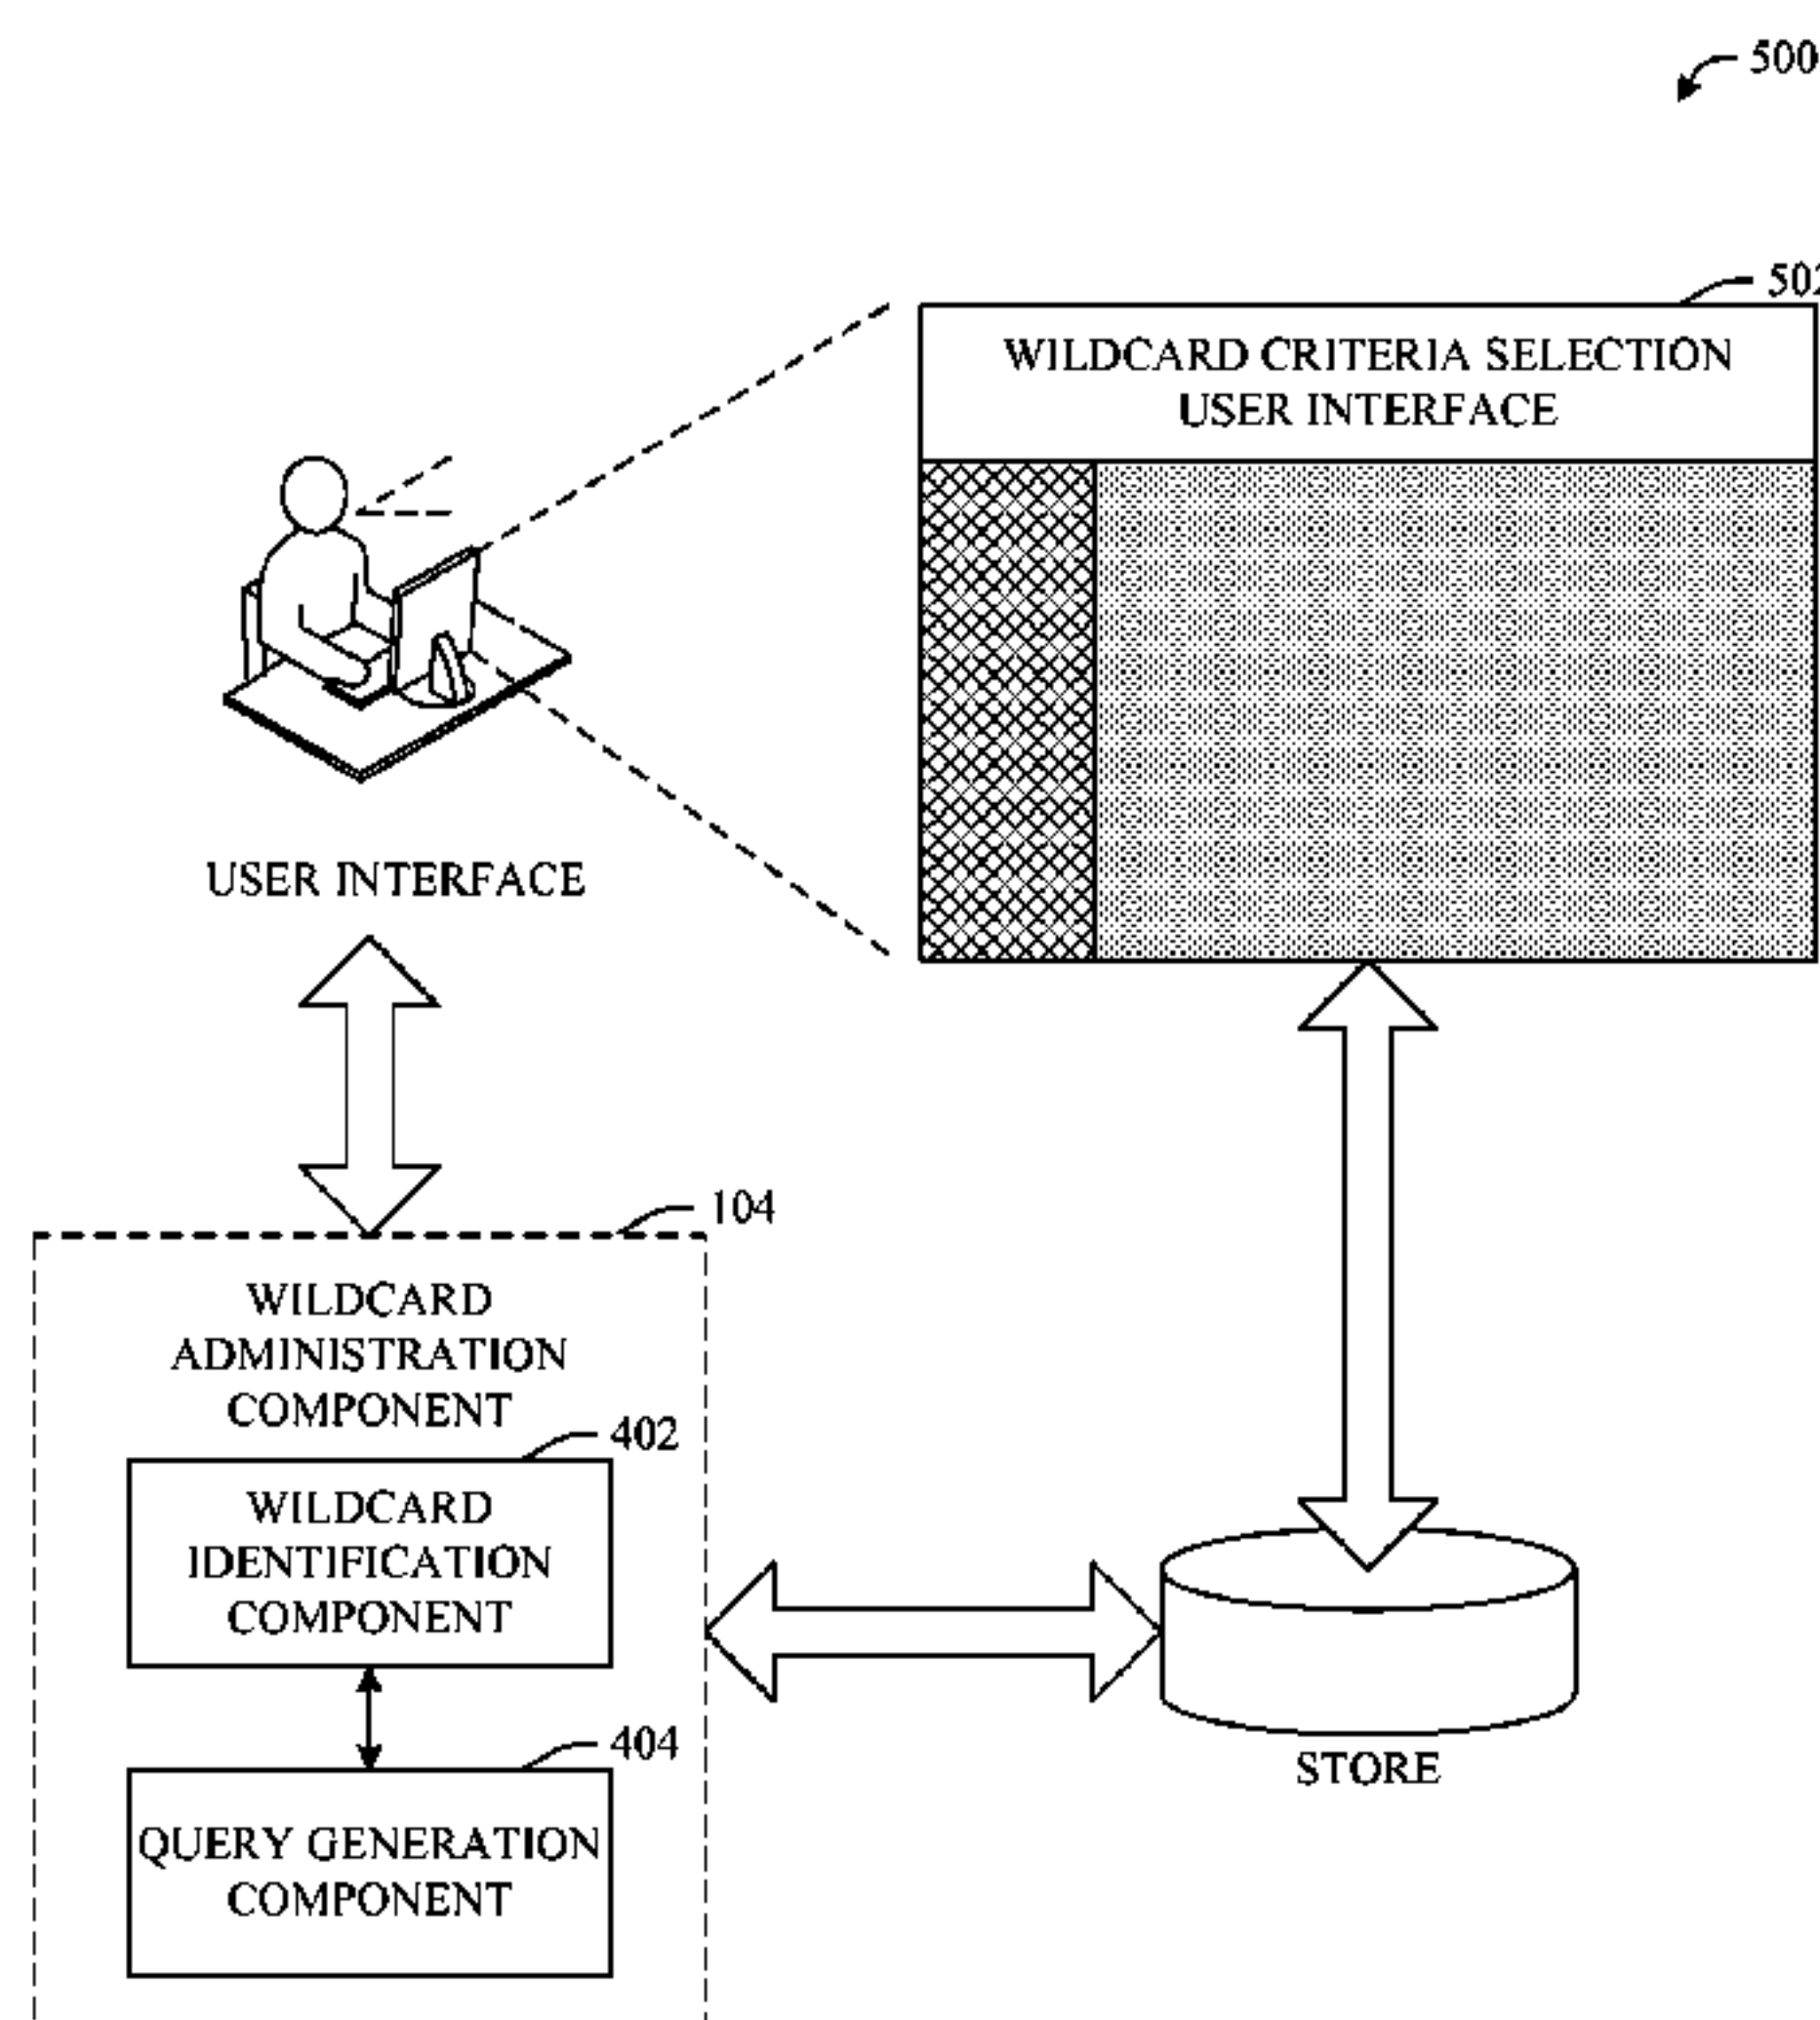 500
502
WILDCARD CRITERIA SELECTION
USER INTERFACE
USER INTERFACE
104
WILDCARD
ADMINISTRATION
COMPONENT
402
WILDCARD
IDENTIFICATION
COMPONENT
404
QUERY GENERATION
COMPONENT
STORE